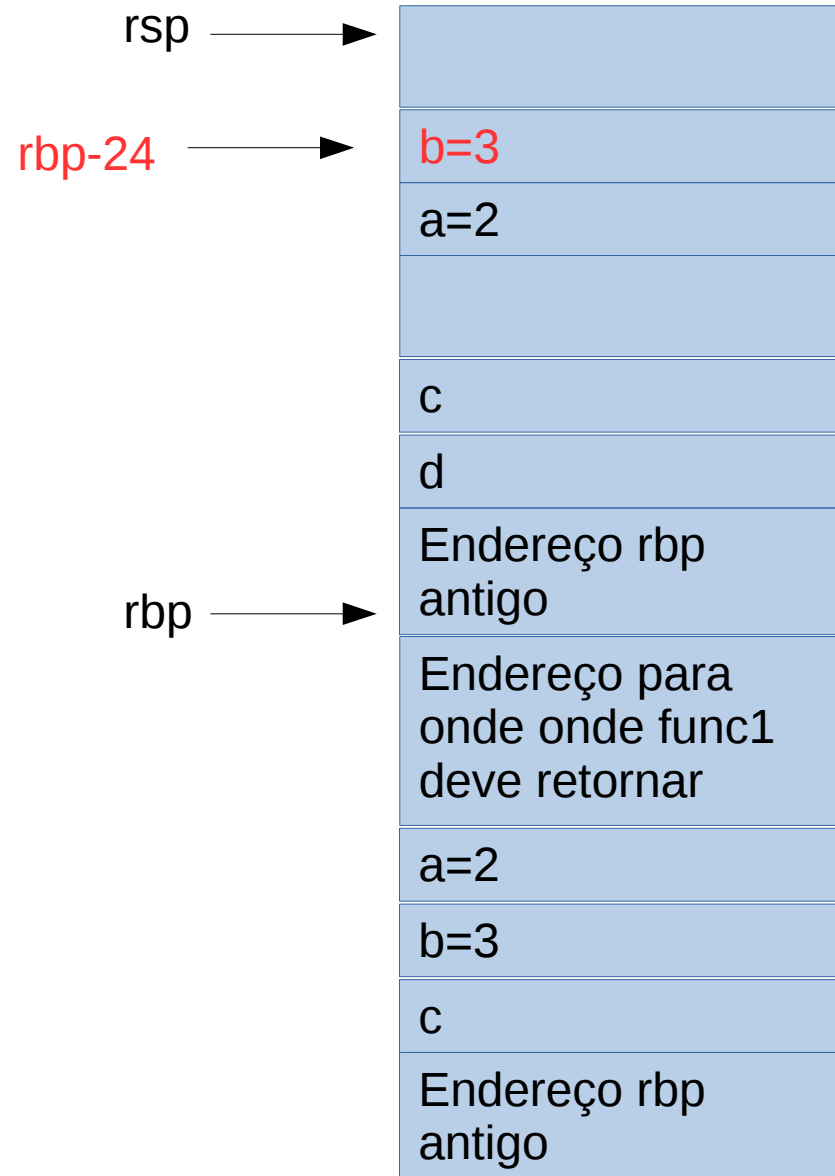 rsp
rbp-24
b=3
a=2
c
d
Endereço rbp
antigo
rbp
Endereço para
onde onde func1
deve retornar
a=2
b=3
c
Endereço rbp
antigo